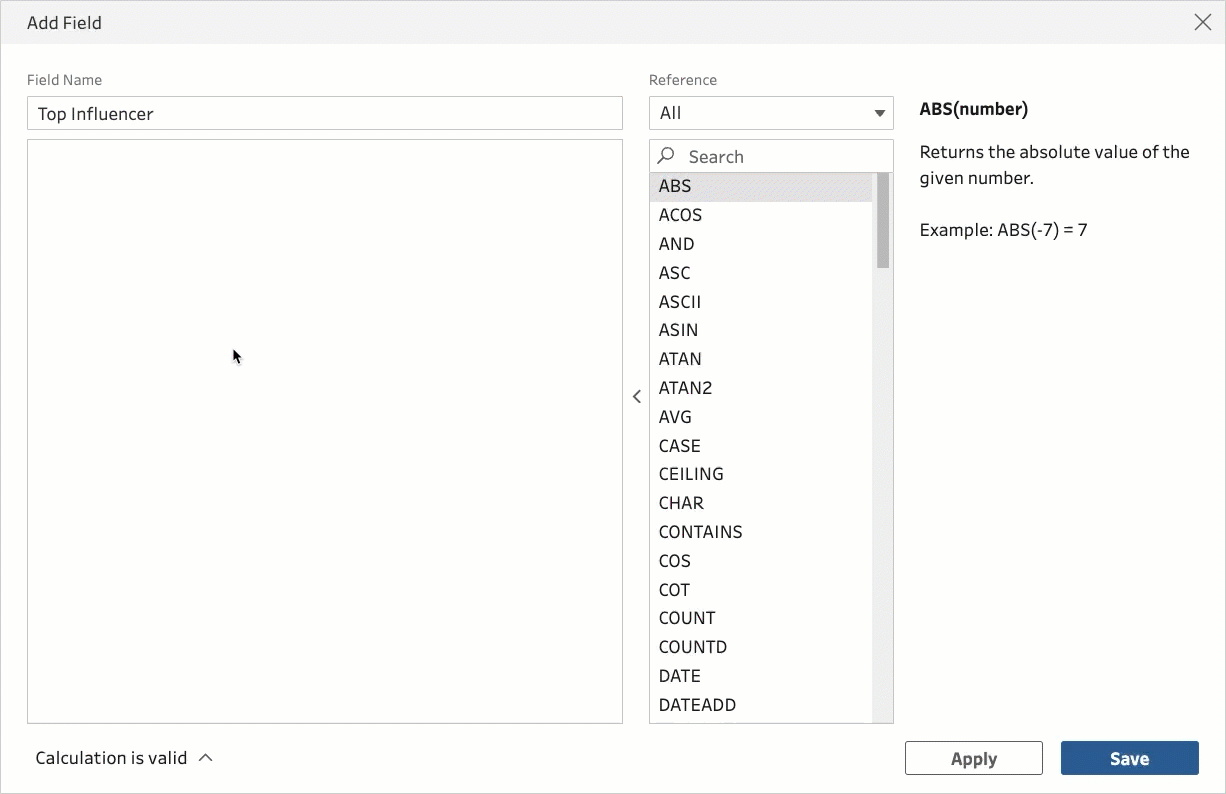 Add Field
Field Name
Top Influencer
Reference
All
Search
ABS
ACOS
AND
ASC
ASCII
ASIN
ATAN
ATAN2
AVG
CASE
CEILING
CHAR
CONTAINS
COS
COT
COUNT
COUNTD
DATE
DATEADD
ABS(number)
Returns the absolute value of the
given number.
Example: ABS(-7) = 7
Calculation is valid
Apply
Save